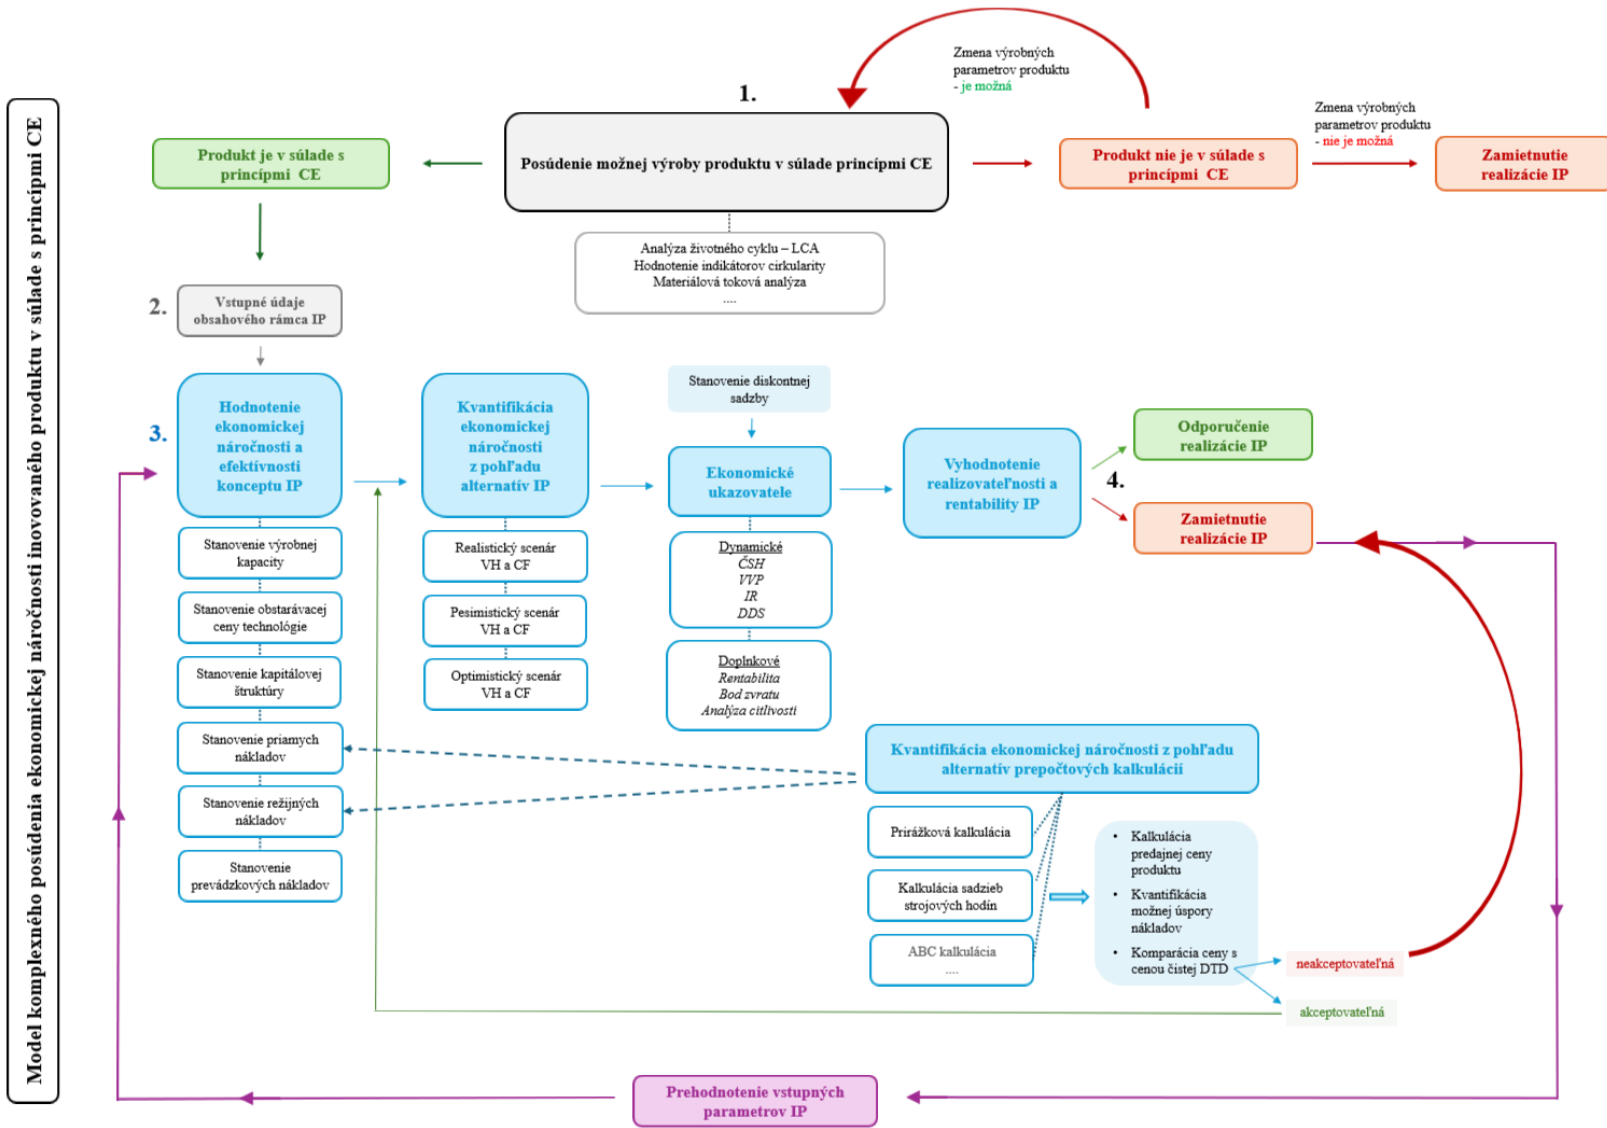 Model komplexného posúdenia ekonomickej náročnosti inovovaného produktu v súlade s princípmi CE
1.
Zmena výrobných
parametrov produktu
- je možná
Zmena výrobných
parametrov produktu
- nie je možná
Produkt je v súlade s
princípmi CE
Posúdenie možnej výroby produktu v súlade princípmi CE
Produkt nie je v súlade s
princípmi CE
Zamietnutie
realizácie IP
Analýza životného cyklu – LCA
Hodnotenie indikátorov cirkularity
Materiálová toková analýza
....
2.
Vstupné údaje
obsahového rámca IP
3.
Hodnotenie
ekonomickej
náročnosti a
efektívnosti
konceptu IP
Kvantifikácia
ekonomickej
náročnosti
z pohľadu
alternatív IP
Stanovenie diskontnej
sadzby
Ekonomické
ukazovatele
Vyhodnotenie
realizovateľnosti a
rentability IP
4.
Odporučenie
realizácie IP
Zamietnutie
realizácie IP
Stanovenie výrobnej
kapacity
Stanovenie obstarávacej
ceny technológie
Stanovenie kapitálovej
štruktúry
Stanovenie priamych
nákladov
Stanovenie režijných
nákladov
Stanovenie
prevádzkových nákladov
Realistický scenár
VH a CF
Pesimistický scenár
VH a CF
Optimistický scenár
VH a CF
Dynamické
ČSH
VVP
IR
DDS
Doplnkové
Rentabilita
Bod zvratu
Analýza citlivosti
Kvantifikácia ekonomickej náročnosti z pohľadu
alternatív prepočtových kalkulácií
Prirážková kalkulácia
Kalkulácia sadzieb
strojových hodín
ABC kalkulácia
....
• Kalkulácia
predajnej ceny
produktu
• Kvantifikácia
možnej úspory
nákladov
• Komparácia ceny s
cenou čistej DTD
neakceptovateľná
akceptovateľná
Prehodnotenie vstupných
parametrov IP